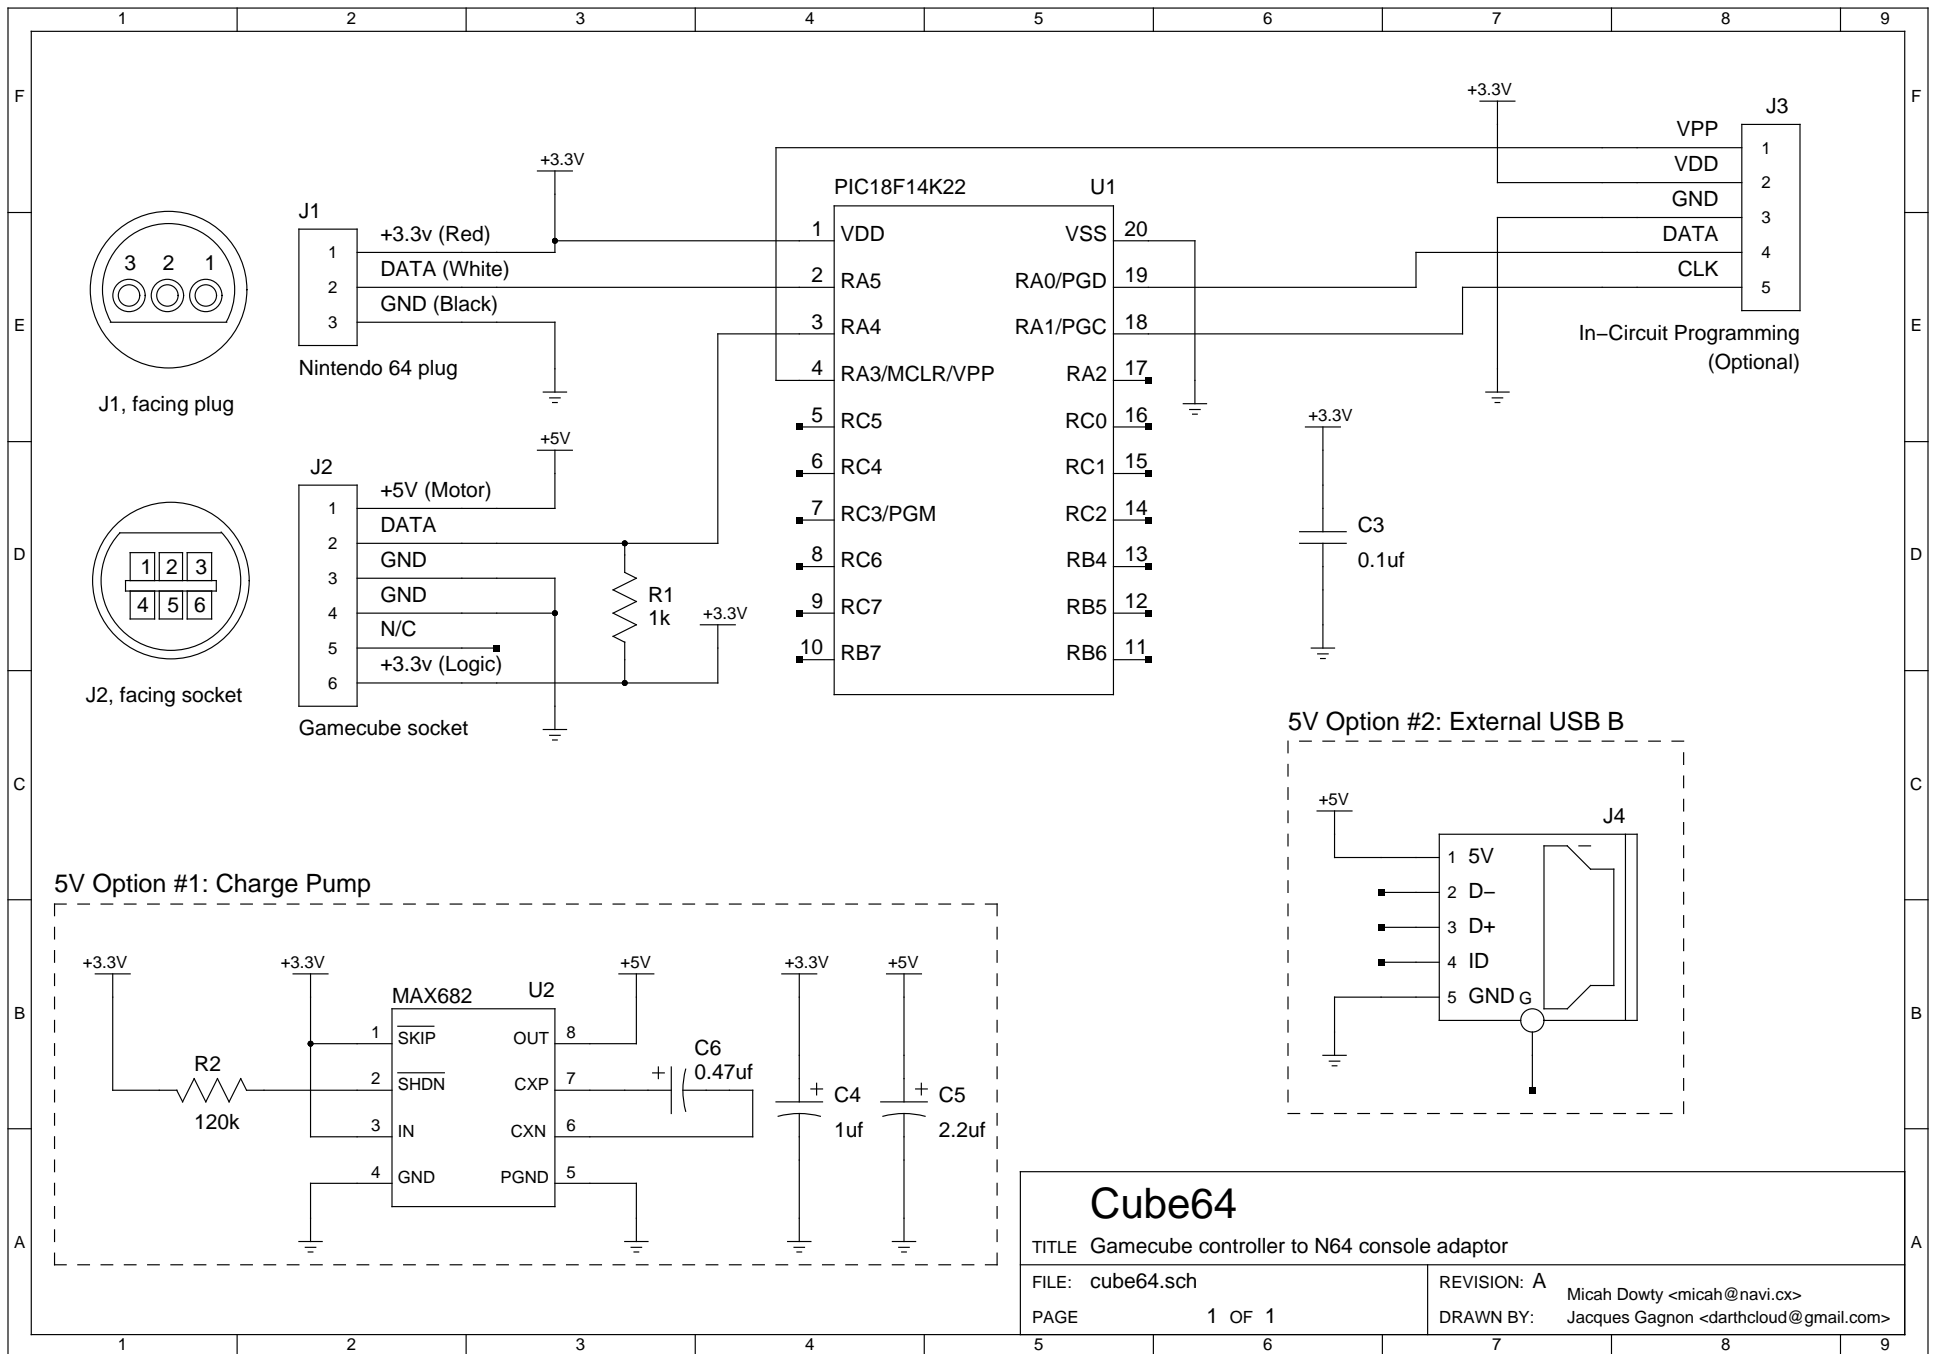 1 2 3 4 5 6 7 8 9
F
E
D
C
B
A
F
E
D
C
B
A
1 2 3 4 5 6 7 8 9
3 2 1
J1, facing plug
1 2 3
4 5 6
J2, facing socket
J1
+3.3V
1 +3.3v (Red)
2 DATA (White)
3 GND (Black)
Nintendo 64 plug
J2
+5V
1 +5V (Motor)
2 DATA
3 GND
4 GND
5 N/C
6 +3.3v (Logic)
Gamecube socket
R1
1k
+3.3V
PIC18F14K22 U1
1 VDD VSS 20
2 RA5 RA0/PGD 19
3 RA4 RA1/PGC 18
4 RA3/MCLR/VPP RA2 17
5 RC5 RC0 16
6 RC4 RC1 15
7 RC3/PGM RC2 14
8 RC6 RB4 13
9 RC7 RB5 12
10 RB7 RB6 11
+3.3V
J3
VPP 1
VDD 2
GND 3
DATA 4
CLK 5
In−Circuit Programming
(Optional)
+3.3V
C3
0.1uf
5V Option #2: External USB B
+5V
J4
1 5V
2 D−
3 D+
4 ID
5 GND G
5V Option #1: Charge Pump
+3.3V
R2
120k
+3.3V
+5V
MAX682 U2
1 SKIP OUT 8
2 SHDN CXP 7
3 IN CXN 6
4 GND PGND 5
C6
+ 0.47uf
+3.3V
+ C4
1uf
+5V
+ C5
2.2uf
Cube64
TITLE Gamecube controller to N64 console adaptor
FILE: cube64.sch
REVISION: A
PAGE 1 OF 1
DRAWN BY:
Micah Dowty <micah@navi.cx>
Jacques Gagnon <darthcloud@gmail.com>